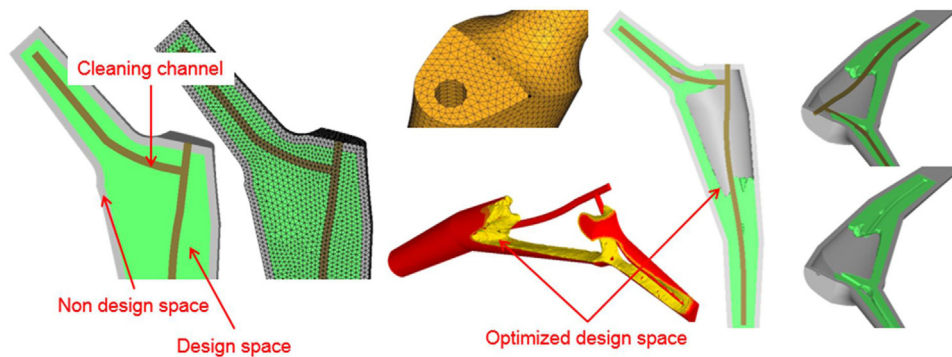 Cleaning channel
Non design space
Design space
Optimized design space